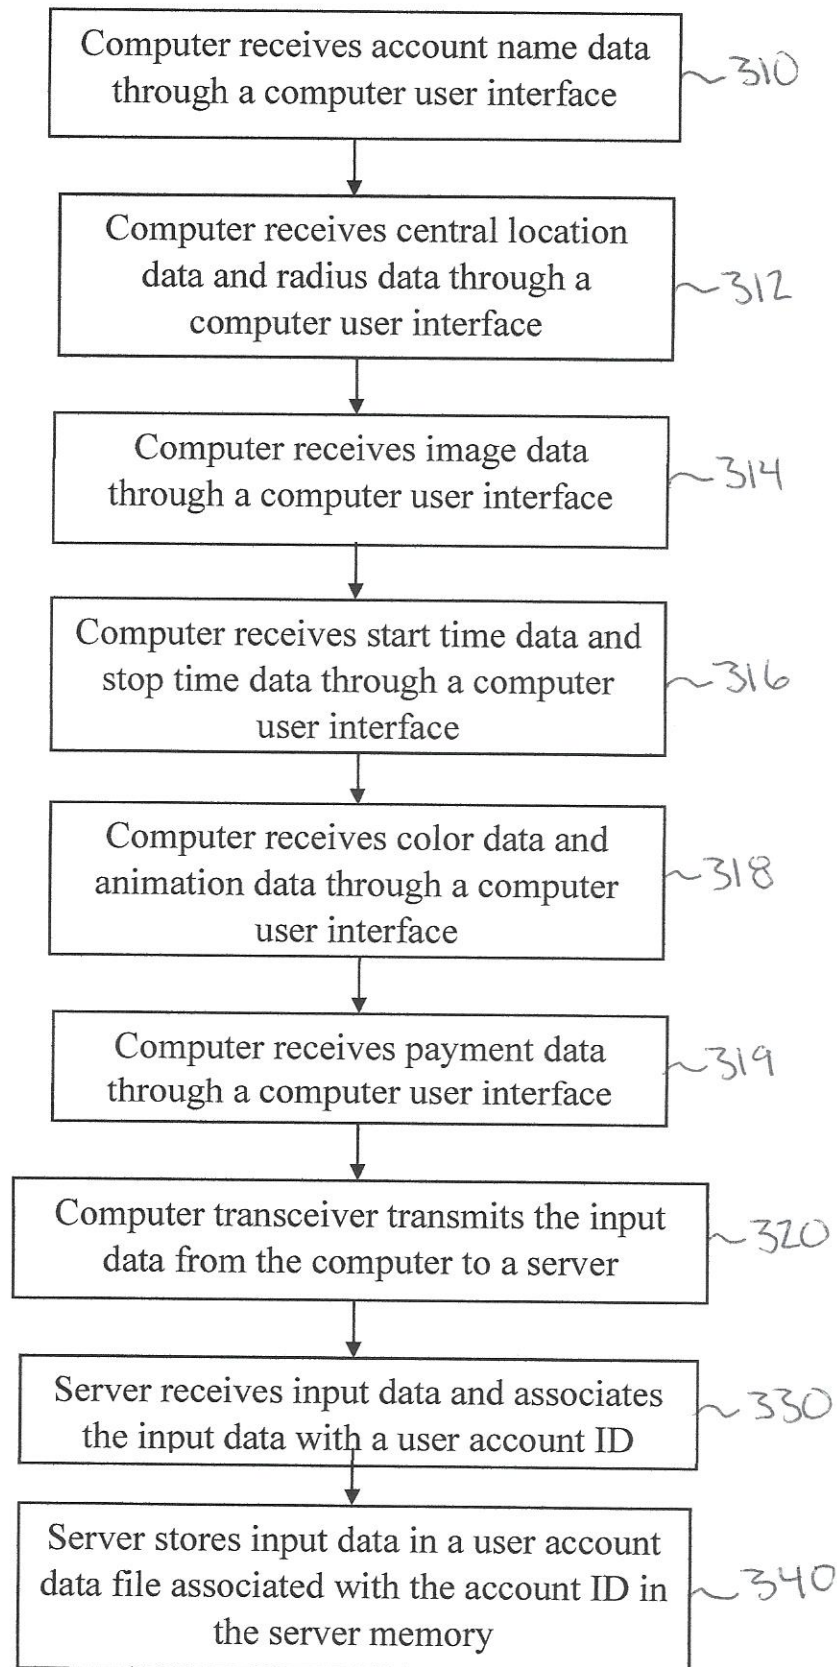 Computer receives account name data
through a computer user interface
310
Computer receives central location
data and radius data through a
computer user interface
312
Computer receives image data
through a computer user interface
314
Computer receives start time data and
stop time data through a computer
user interface
316
Computer receives color data and
animation data through a computer
user interface
318
Computer receives payment data
through a computer user interface
319
Computer transceiver transmits the input
data from the computer to a server
320
Server receives input data and associates
the input data with a user account ID
330
Server stores input data in a user account
data file associated with the account ID in
the server memory
340